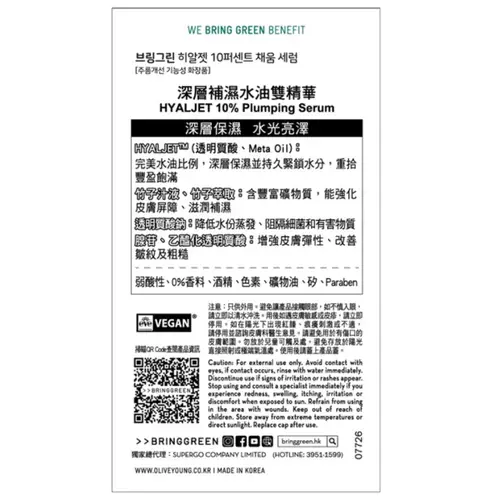 WE BRING GREEN BENEFIT
브링그린 히알젯 10퍼센트 채움 세럼
[주름개선 기능성 화장품]
深層補濕水油雙精華
HYALJET 10% Plumping Serum
深層保濕 水光亮澤
HYALJET™ (透明質酸、Meta Oil)：
完美水油比例，深層保濕並持久緊鎖水分，重拾
豐盈飽滿
竹子汁液、竹子萃取：含豐富礦物質，能強化
皮膚屏障、滋潤補濕
透明質酸鈉：降低水份蒸發、阻隔細菌和有害物質
腺苷、乙醯化透明質酸：增強皮膚彈性、改善
皺紋及粗糙
弱酸性、0%香料、酒精、色素、礦物油、矽、Paraben
eve VEGAN
掃瞄QR Code查閱產品資訊
>>BRINGGREEN
注意：只供外用。避免讓產品接觸眼部，如不慎入眼，
請立即以清水沖洗。用後如遇皮膚敏感或痘疹，請立即
停用。如在陽光下出現紅腫、痕癢刺激或不適，
請停用並諮詢皮膚科醫生意見。請避免用於有傷口的
皮膚範圍。勿放於兒童可觸及處，避免存放於陽光
直接照射或極端氣溫處。使用後請蓋上產品蓋。
Caution: For external use only. Avoid contact with
eyes, if contact occurs, rinse with water immediately.
Discontinue use if signs of irritation or rashes appear.
Stop using and consult a specialist immediately if you
experience redness, swelling, itching, irritation or
discomfort when exposed to sun. Refrain from using
in the area with wounds. Keep out of reach of
children. Store away from extreme temperatures or
direct sunlight. Replace cap after use.
>>BRINGGREEN bringgreen.hk
獨家總代理： SUPERGO COMPANY LIMITED (HOTLINE: 3951-1599)
WWW.OLIVEYOUNG.CO.KR I MADE IN KOREA
07726